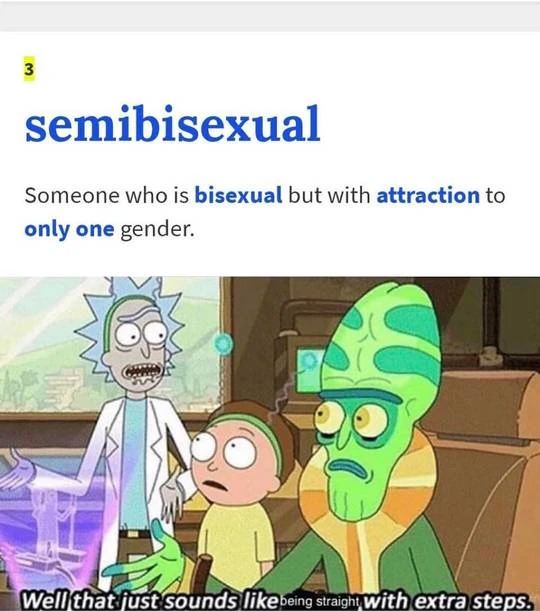 3
semibisexual
Someone who is bisexual but with attraction to
only one gender.
Well that just sounds like being straight with extra steps.